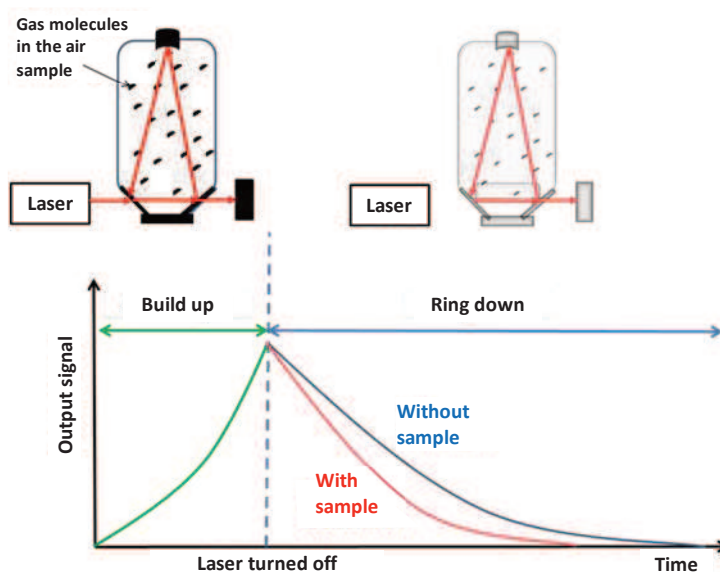 Gas molecules
in the air
sample
Laser
Laser
Build up
Ring down
Output signal
Without
sample
With
sample
Laser turned off
Time